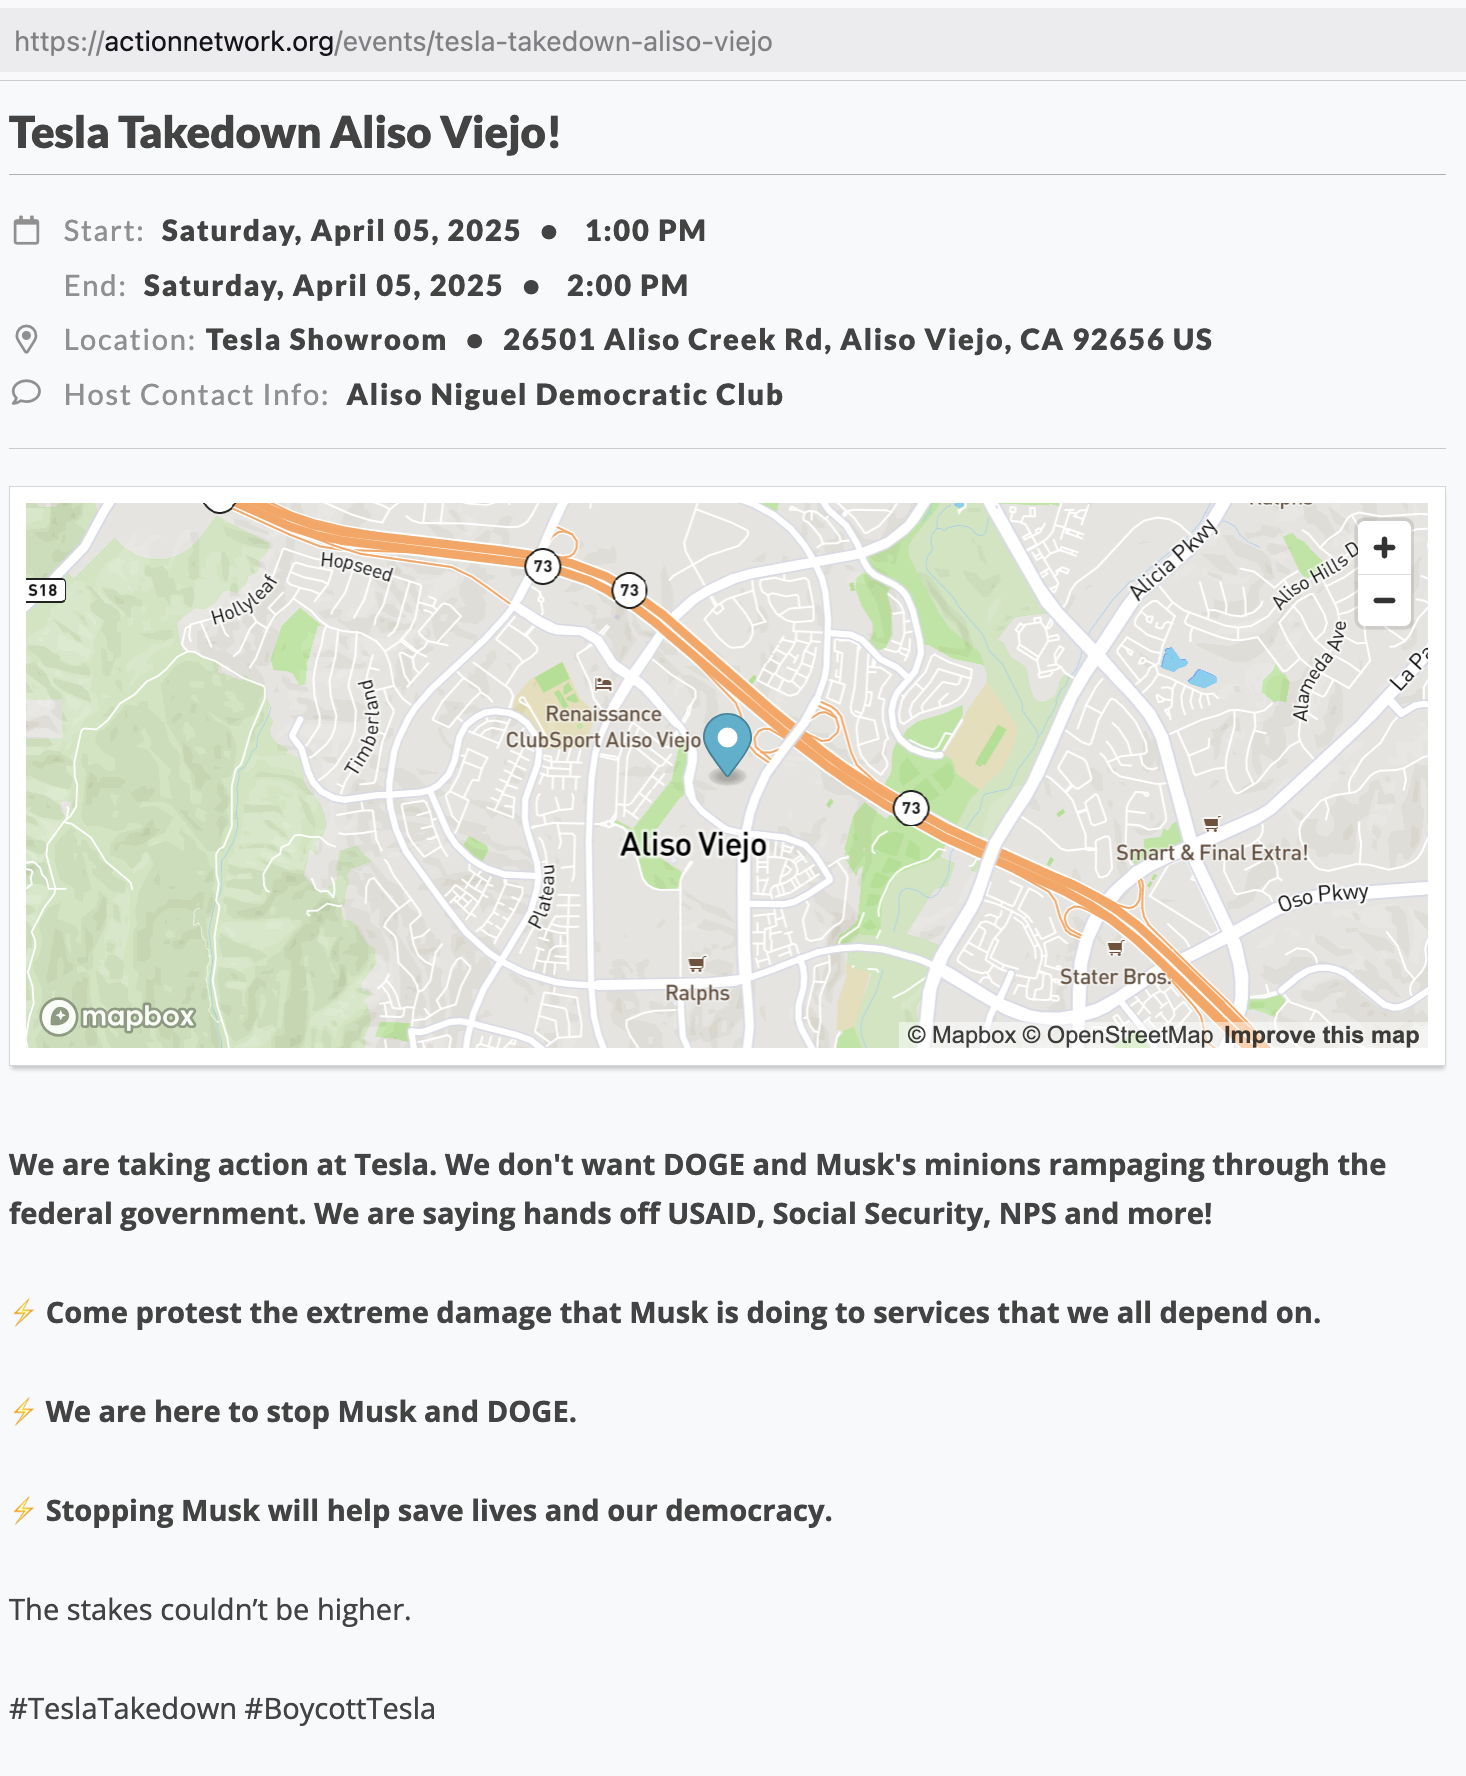 https://actionnetwork.org/events/tesla-takedown-aliso-viejo
Tesla Takedown Aliso Viejo!
Start: Saturday, April 05, 2025 ● 1:00 PM
End: Saturday, April 05, 2025 ● 2:00 PM
Location: Tesla Showroom ● 26501 Aliso Creek Rd, Aliso Viejo, CA 92656 US
Host Contact Info: Aliso Niguel Democratic Club
Hopseed
73
73
Alicia Pkwy
Aliso Hills D
+
−
S18
Hollyleaf
Alameda Ave
La Pa
Timberland
Renaissance
ClubSport Aliso Viejo
73
Aliso Viejo
Smart & Final Extra!
Plateau
Oso Pkwy
Stater Bros.
Ralphs
mapbox
© Mapbox © OpenStreetMap Improve this map
We are taking action at Tesla. We don't want DOGE and Musk's minions rampaging through the
federal government. We are saying hands off USAID, Social Security, NPS and more!
⚡ Come protest the extreme damage that Musk is doing to services that we all depend on.
⚡ We are here to stop Musk and DOGE.
⚡ Stopping Musk will help save lives and our democracy.
The stakes couldn’t be higher.
#TeslaTakedown #BoycottTesla